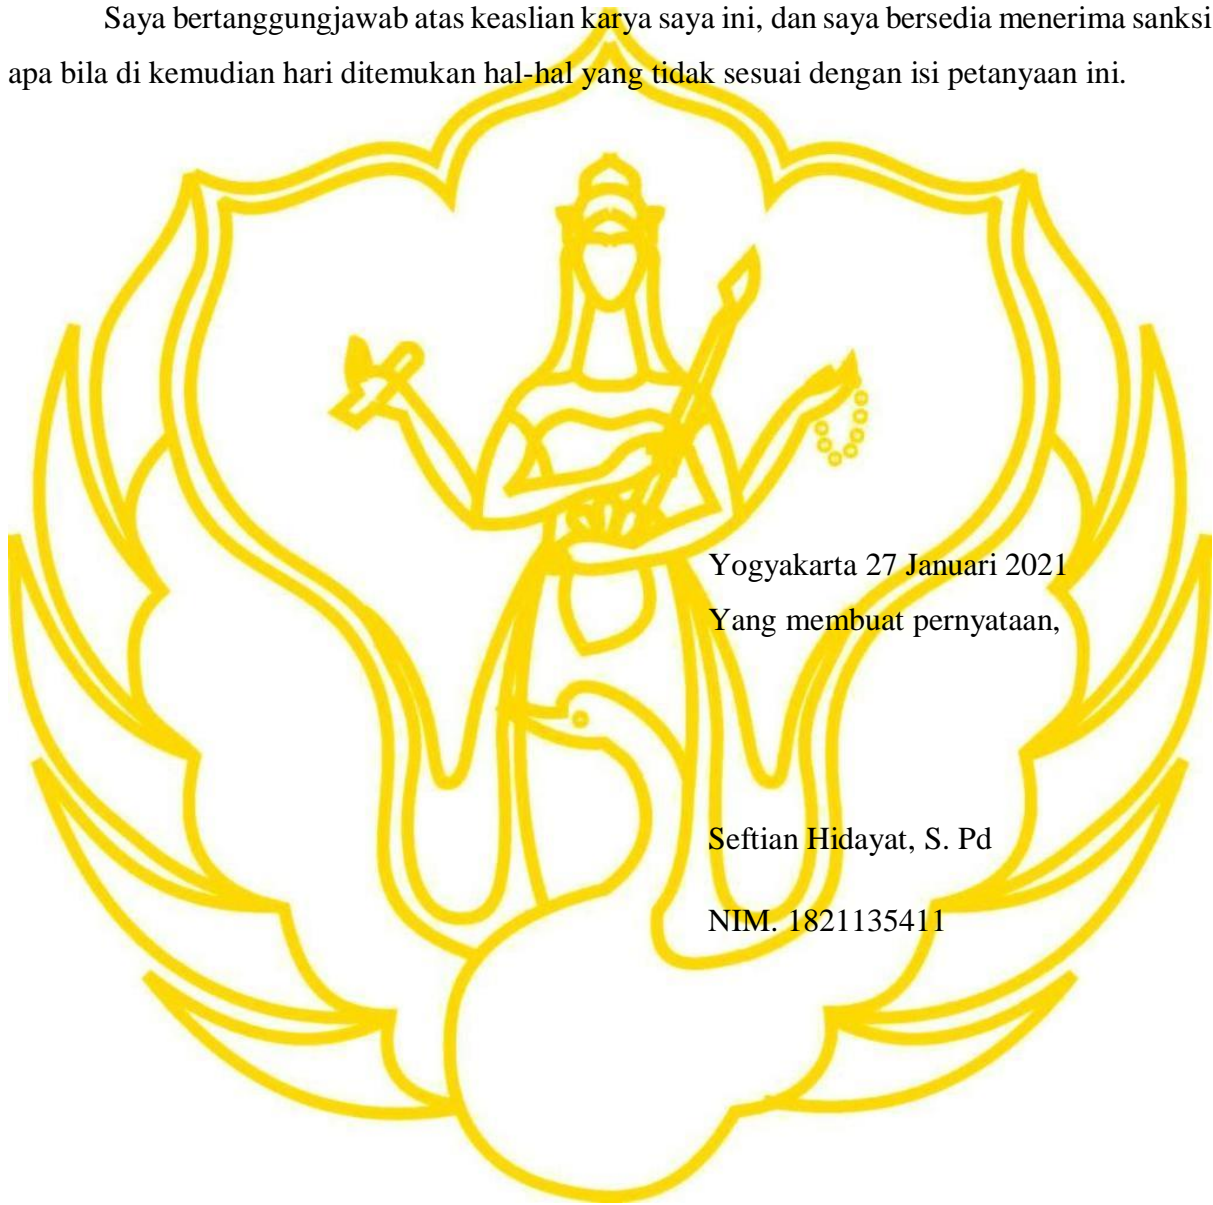 Saya bertanggungjawab atas keaslian karya saya ini, dan saya bersedia menerima sanksi
apa bila di kemudian hari ditemukan hal-hal yang tidak sesuai dengan isi petanyaan ini.
Yogyakarta 27 Januari 2021
Yang membuat pernyataan,
Seftian Hidayat, S. Pd
NIM. 1821135411